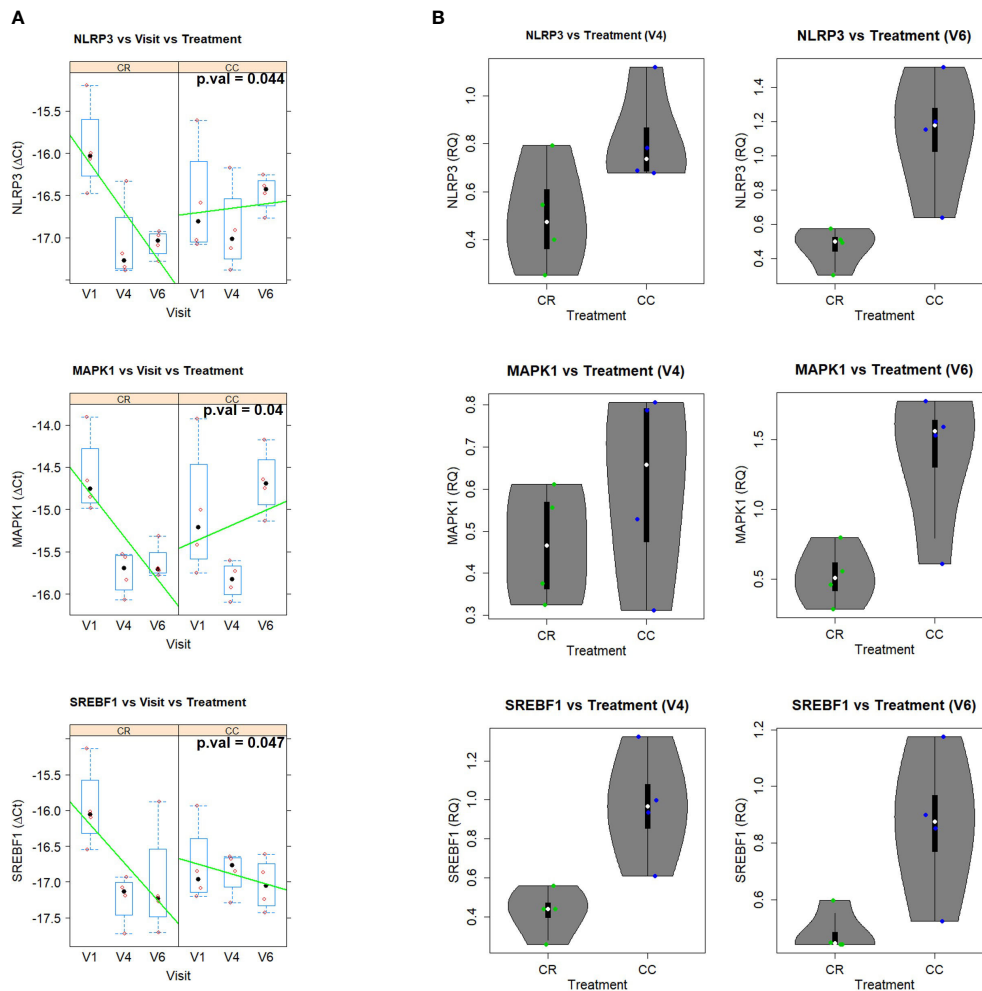 A
NLRP3 vs Visit vs Treatment
CR
CC
p.val = 0.044
-15.5
-16.0
-16.5
-17.0
NLRP3 (ΔCt)
V1 V4 V6 V1 V4 V6
Visit
MAPK1 vs Visit vs Treatment
CR
CC
p.val = 0.04
-14.0
-14.5
-15.0
-15.5
-16.0
MAPK1 (ΔCt)
V1 V4 V6 V1 V4 V6
Visit
SREBF1 vs Visit vs Treatment
CR
CC
p.val = 0.047
-15.5
-16.0
-16.5
-17.0
-17.5
SREBF1 (ΔCt)
V1 V4 V6 V1 V4 V6
Visit
B
NLRP3 vs Treatment (V4)
1.0
0.8
0.6
0.4
NLRP3 (RQ)
CR CC
Treatment
NLRP3 vs Treatment (V6)
1.4
1.2
1.0
0.8
0.6
0.4
NLRP3 (RQ)
CR CC
Treatment
MAPK1 vs Treatment (V4)
0.8
0.7
0.6
0.5
0.4
0.3
MAPK1 (RQ)
CR CC
Treatment
MAPK1 vs Treatment (V6)
1.5
1.0
0.5
MAPK1 (RQ)
CR CC
Treatment
SREBF1 vs Treatment (V4)
1.2
1.0
0.8
0.6
0.4
SREBF1 (RQ)
CR CC
Treatment
SREBF1 vs Treatment (V6)
1.2
1.0
0.8
0.6
SREBF1 (RQ)
CR CC
Treatment